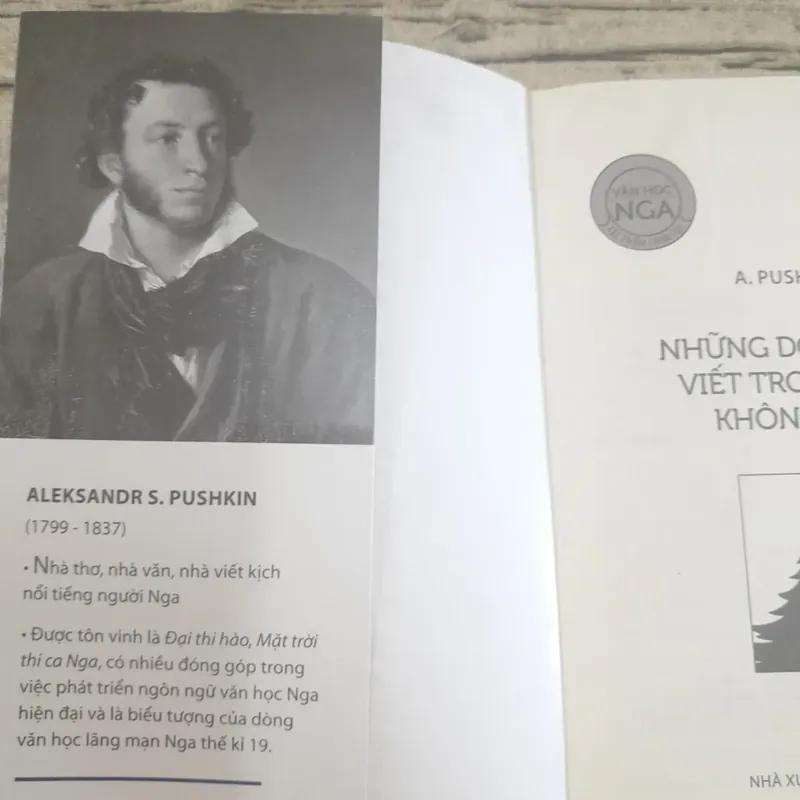 ALEKSANDR S. PUSHKIN
(1799 - 1837)
• Nhà thơ, nhà văn, nhà viết kịch
nổi tiếng người Nga
• Được tôn vinh là Đại thi hào, Mặt trời
thi ca Nga, có nhiều đóng góp trong
việc phát triển ngôn ngữ văn học Nga
hiện đại và là biểu tượng của dòng
văn học lãng mạn Nga thế kỉ 19.
VĂN HỌC
NGA
A. PUSH
NHỮNG
VIẾT
KHÔN
NHÀ